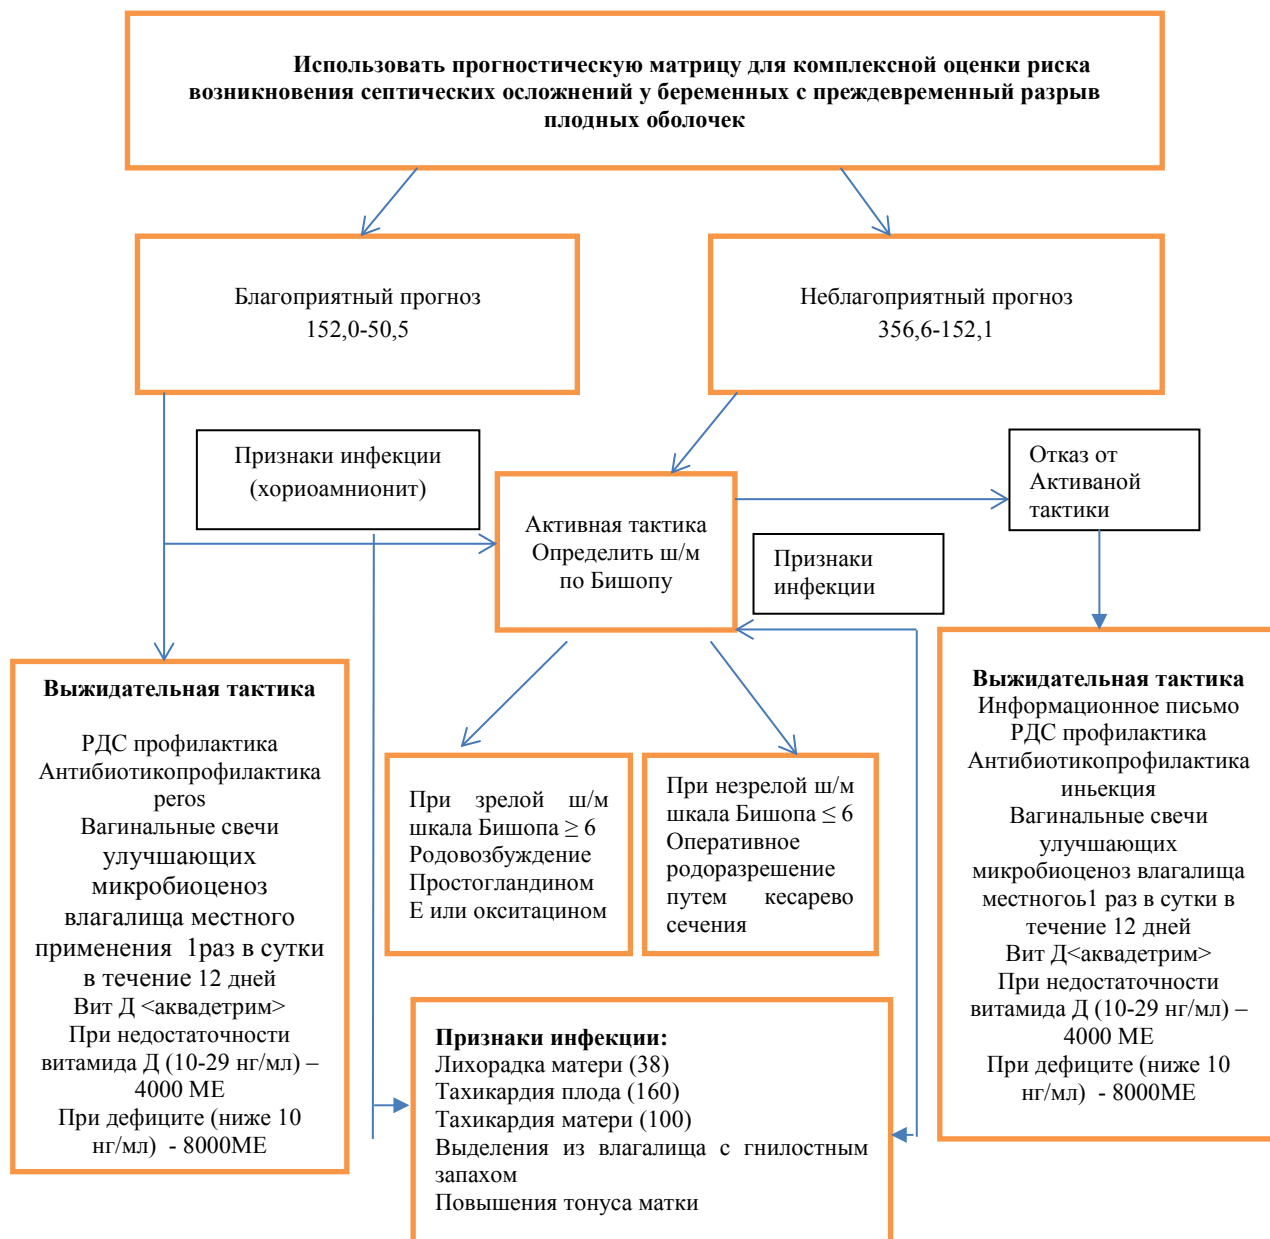 Использовать прогностическую матрицу для комплексной оценки риска
возникновения септических осложнений у беременных с преждевременный разрыв
плодных оболочек
Благоприятный прогноз
152,0-50,5
Неблагоприятный прогноз
356,6-152,1
Признаки инфекции
(хориоамнионит)
Активная тактика
Определить ш/м
по Бишопу
Отказ от
Активаной
тактики
Признаки
инфекции
Выжидательная тактика
РДС профилактика
Антибиотикопрофилактика
peros
Вагинальные свечи
улучшающих
микробиоценоз
влагалища местного
применения 1раз в сутки
в течение 12 дней
Вит Д <аквадетрим>
При недостаточности
витамида Д (10-29 нг/мл) –
4000 МЕ
При дефиците (ниже 10
нг/мл) - 8000МЕ
При зрелой ш/м
шкала Бишопа ≥ 6
Родовозбуждение
Простогландином
Е или окситацином
При незрелой ш/м
шкала Бишопа ≤ 6
Оперативное
родоразрешение
путем кесарево
сечения
Выжидательная тактика
Информационное письмо
РДС профилактика
Антибиотикопрофилактика
иньекция
Вагинальные свечи
улучшающих
микробиоценоз влагалища
местногоь1 раз в сутки в
течение 12 дней
Вит Д<аквадетрим>
При недостаточности
витамида Д (10-29 нг/мл) –
4000 МЕ
При дефиците (ниже 10
нг/мл) - 8000МЕ
Признаки инфекции:
Лихорадка матери (38)
Тахикардия плода (160)
Тахикардия матери (100)
Выделения из влагалища с гнилостным
запахом
Повышения тонуса матки